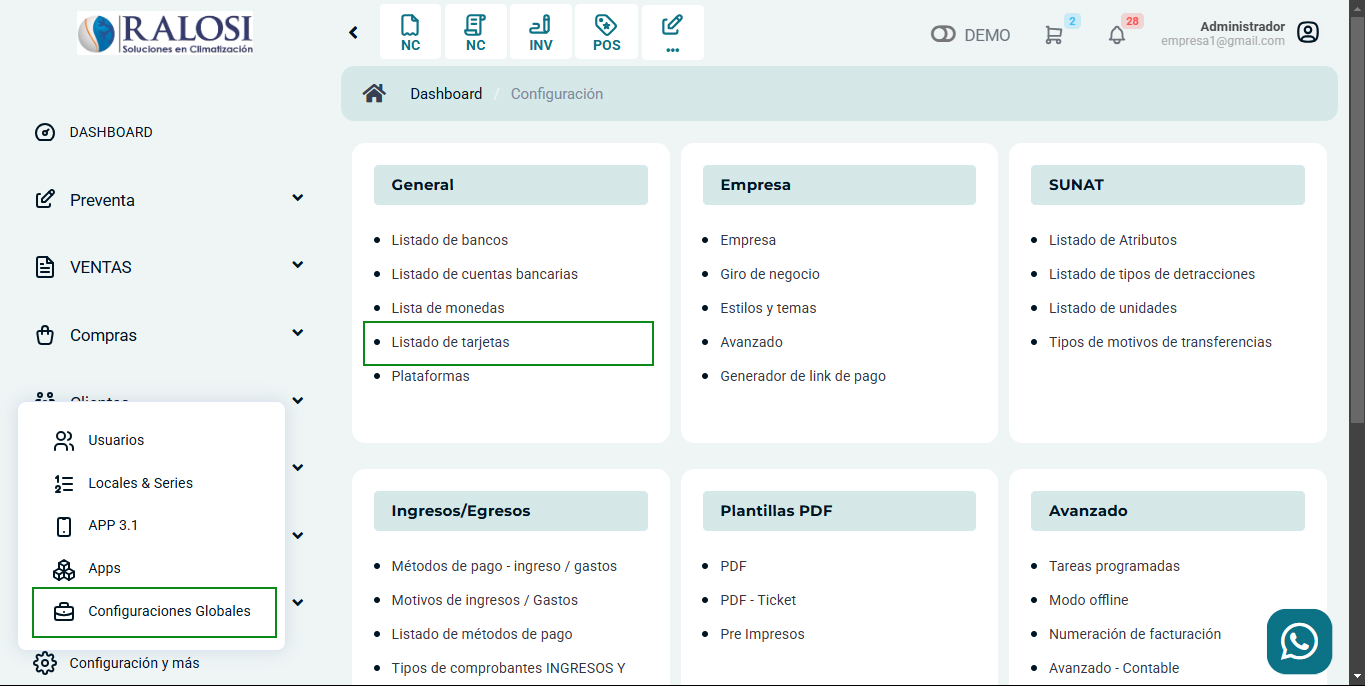 RALOSI
Soluciones en Climatización
NC
NC
INV
POS
...
DEMO
2
28
Administrador
empresa1@gmail.com
Dashboard / Configuración
DASHBOARD
Preventa
VENTAS
Compras
Clientes
Usuarios
Locales & Series
APP 3.1
Apps
Configuraciones Globales
Configuración y más
General
Listado de bancos
Listado de cuentas bancarias
Lista de monedas
Listado de tarjetas
Plataformas
Empresa
Empresa
Giro de negocio
Estilos y temas
Avanzado
Generador de link de pago
SUNAT
Listado de Atributos
Listado de tipos de detracciones
Listado de unidades
Tipos de motivos de transferencias
Ingresos/Egresos
Métodos de pago - ingreso / gastos
Motivos de ingresos / Gastos
Listado de métodos de pago
Tipos de comprobantes INGRESOS Y
Plantillas PDF
PDF
PDF - Ticket
Pre Impresos
Avanzado
Tareas programadas
Modo offline
Numeración de facturación
Avanzado - Contable